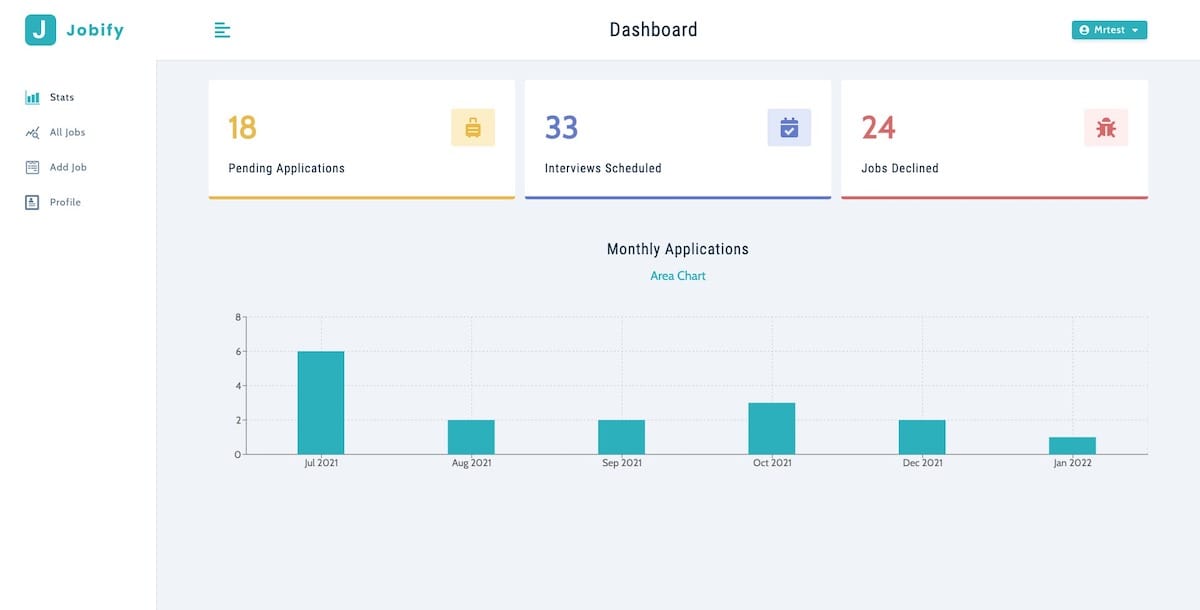 J Jobify
Dashboard
Mrtest
Stats
All Jobs
Add Job
Profile
18
Pending Applications
33
Interviews Scheduled
24
Jobs Declined
Monthly Applications
Area Chart
8
6
4
2
0
Jul 2021 Aug 2021 Sep 2021 Oct 2021 Dec 2021 Jan 2022